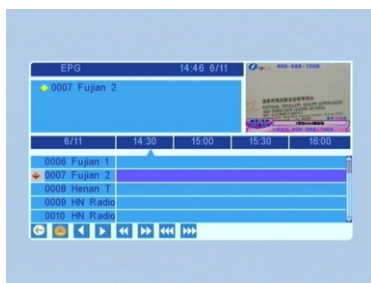 EPG 14:46 6/11
0007 Fujian 2
400-888-7000
6/11 14:30 15:00 15:30 16:00
0006 Fujian 1
0007 Fujian 2
0008 Henan T
0009 HN Radio
0010 HN Radio